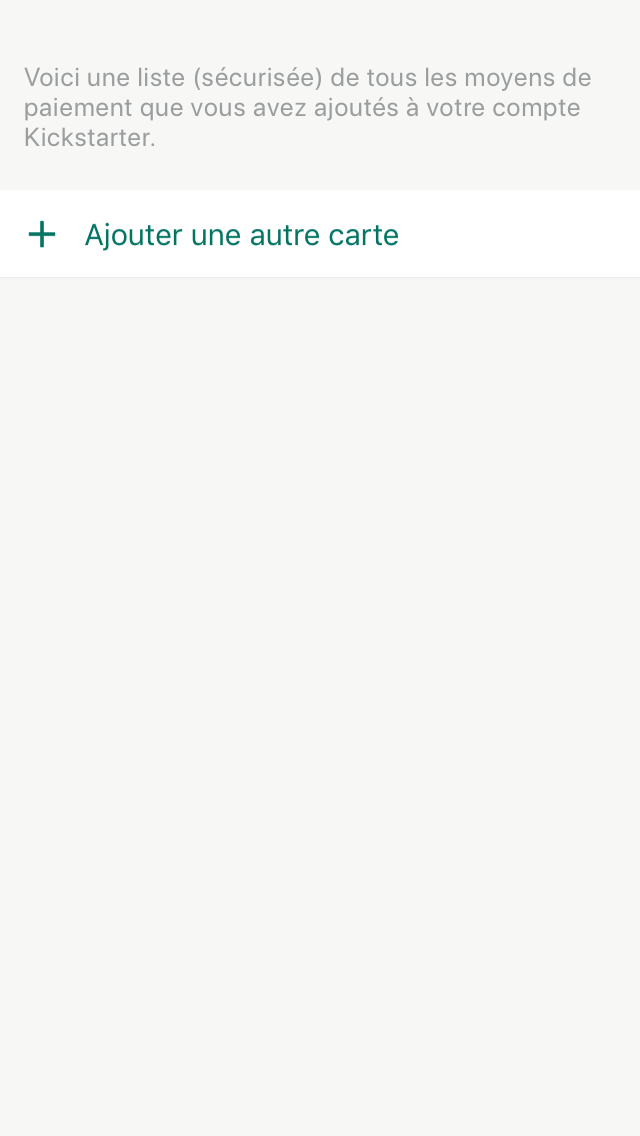 Voici une liste (sécurisée) de tous les moyens de
paiement que vous avez ajoutés à votre compte
Kickstarter.
Ajouter une autre carte